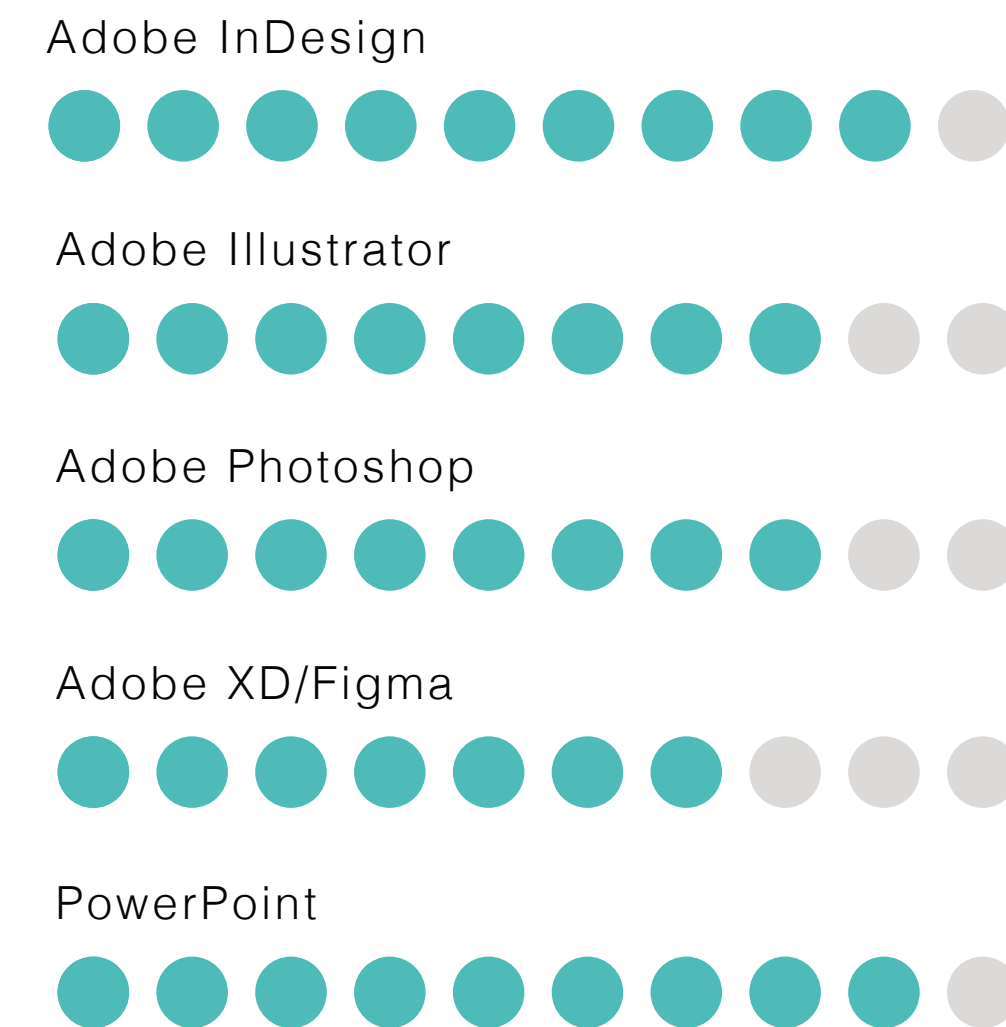 Adobe InDesign
Adobe Illustrator
Adobe Photoshop
Adobe XD/Figma
PowerPoint